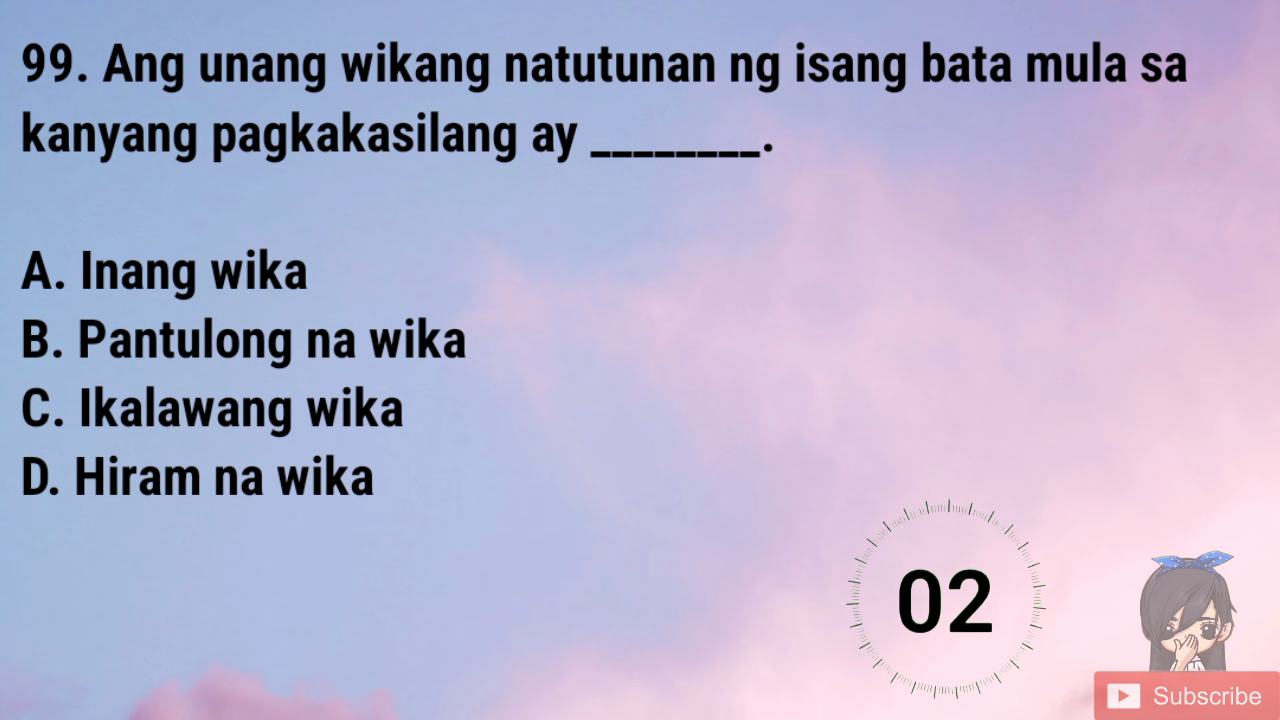 99. Ang unang wikang natutunan ng isang bata mula sa
kanyang pagkakasilang ay ________.
A. Inang wika
B. Pantulong na wika
C. Ikalawang wika
D. Hiram na wika
02
Subscribe